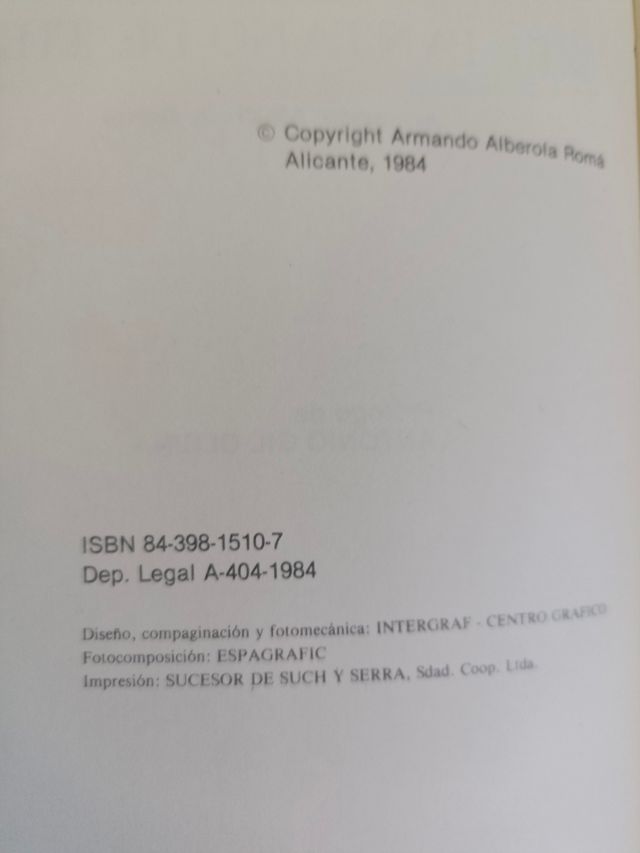 © Copyright Armando Alberola Romá
Alicante, 1984
ISBN 84-398-1510-7
Dep. Legal A-404-1984
Diseño, compaginación y fotomecánica: INTERGRAF - CENTRO GRAFICO
Fotocomposición: ESPAGRAFIC
Impresión: SUCESOR DE SUCH Y SERRA, Sdad. Coop. Ltda.